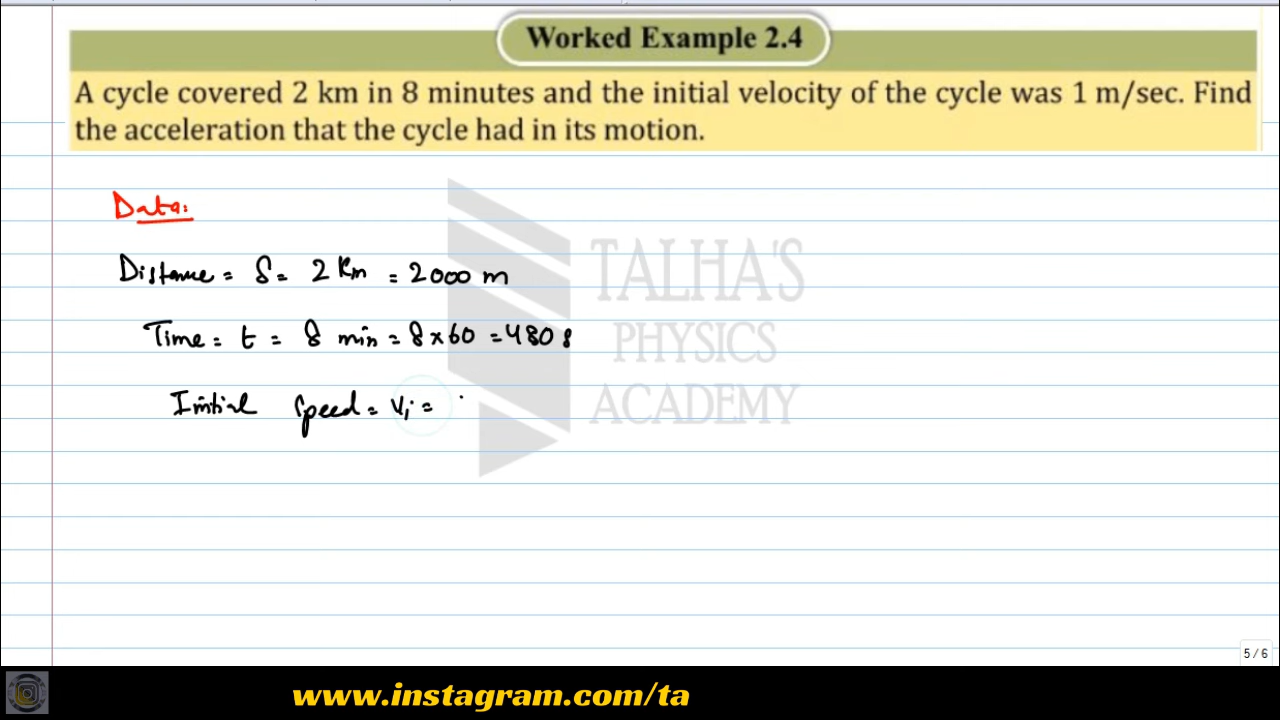 Worked Example 2.4
A cycle covered 2 km in 8 minutes and the initial velocity of the cycle was 1 m/sec. Find
the acceleration that the cycle had in its motion.
Data:
Distance = S = 2 Km = 2000 m
Time = t = 8 min = 8 × 60 = 480 s
Initial speed = Vi =
TALHA'S
PHYSICS
ACADEMY
5 / 6
www.instagram.com/ta